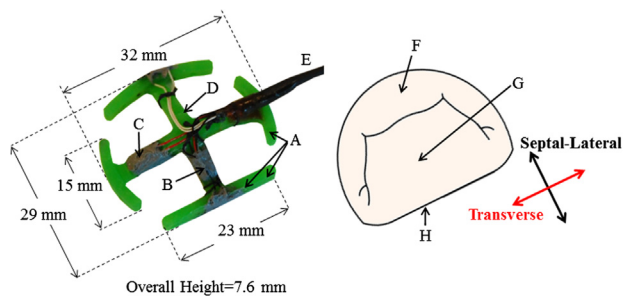 32 mm
E
F
G
D
C
Septal-Lateral
A
B
15 mm
Transverse
29 mm
23 mm
H
Overall Height=7.6 mm